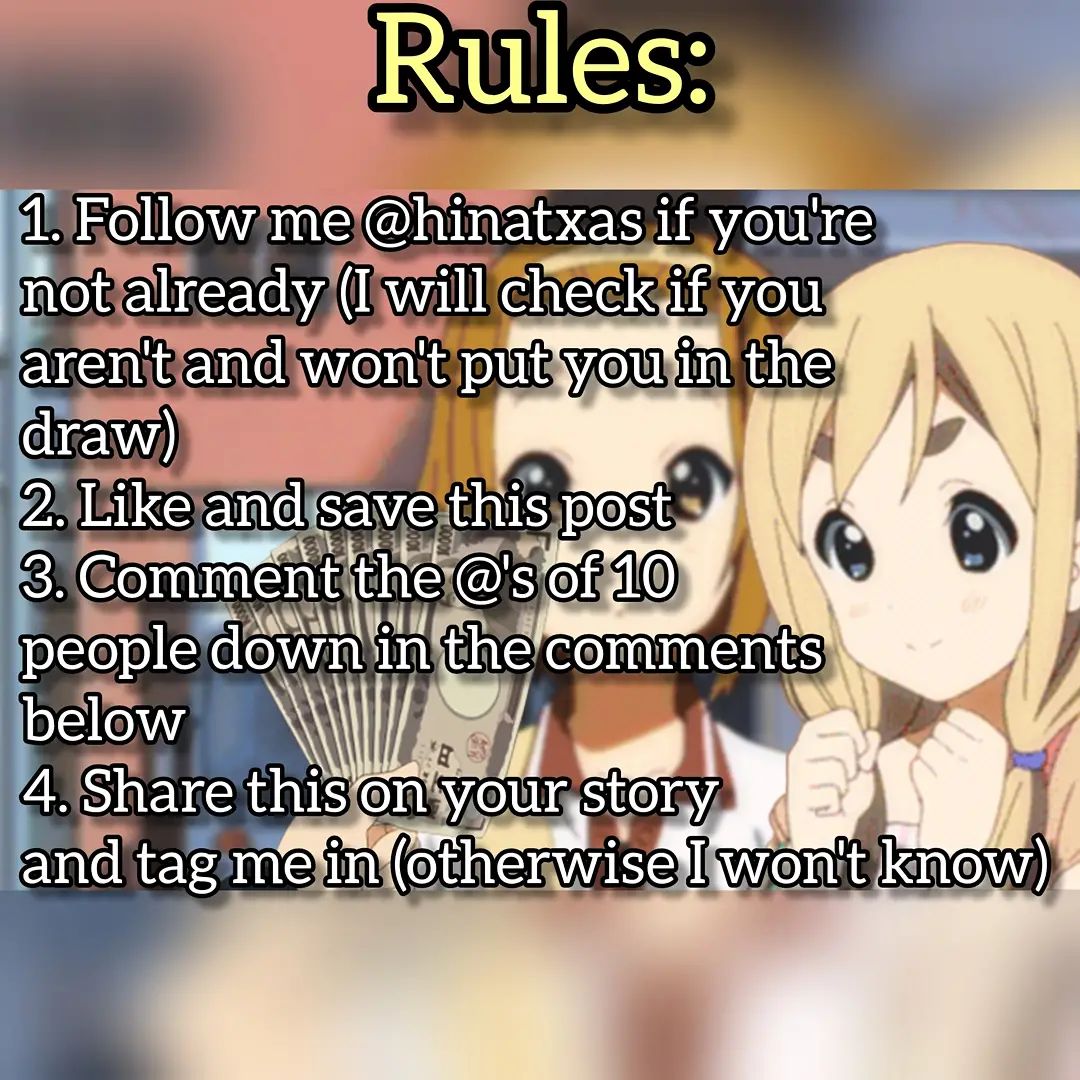 Rules:
1. Follow me @hinatxas if you're
not already (I will check if you
aren't and won't put you in the
draw)
2. Like and save this post
3. Comment the @'s of 10
people down in the comments
below
4. Share this on your story
and tag me in (otherwise I won't know)